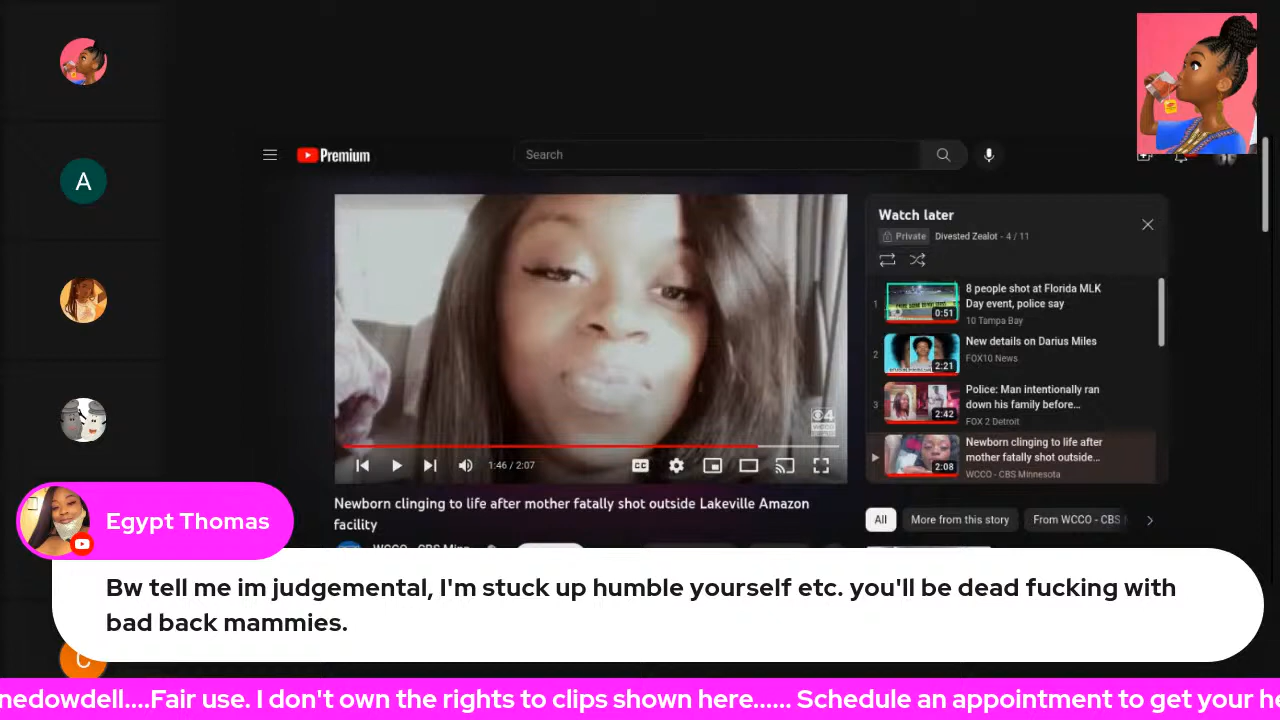 A
Premium
Search
Watch later
Private Divested Zealot - 4 / 11
1
8 people shot at Florida MLK
Day event, police say
10 Tampa Bay
0:51
2
New details on Darius Miles
FOX10 News
2:21
3
Police: Man intentionally ran
down his family before...
FOX 2 Detroit
2:42
Newborn clinging to life after
mother fatally shot outside...
WCCO - CBS Minnesota
2:08
4
1:46 / 2:07
CC
Newborn clinging to life after mother fatally shot outside Lakeville Amazon
facility
All
More from this story
From WCCO - CBS
Egypt Thomas
Bw tell me im judgemental, I'm stuck up humble yourself etc. you'll be dead fucking with
bad back mammies.
C
nedowdell....Fair use. I don't own the rights to clips shown here...... Schedule an appointment to get your he